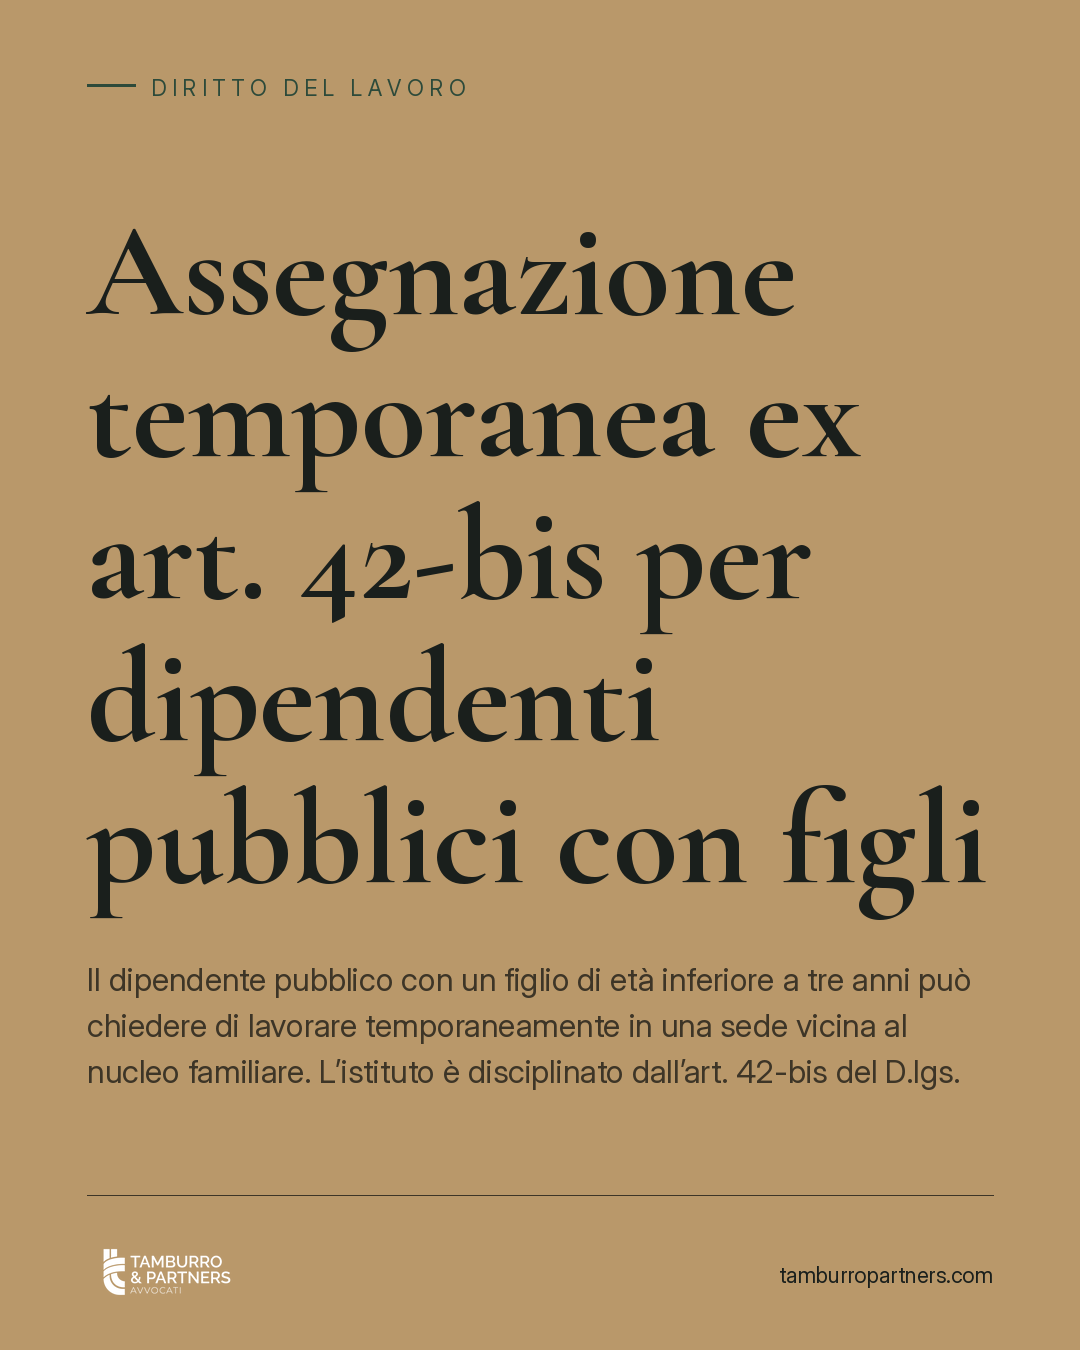 DIRITTO DEL LAVORO
Assegnazione
temporanea ex
art. 42-bis per
dipendenti
pubblici con figli
Il dipendente pubblico con un figlio di età inferiore a tre anni può
chiedere di lavorare temporaneamente in una sede vicina al
nucleo familiare. L’istituto è disciplinato dall’art. 42-bis del D.lgs.
TAMBURRO
& PARTNERS
AVVOCATI
tamburropartners.com